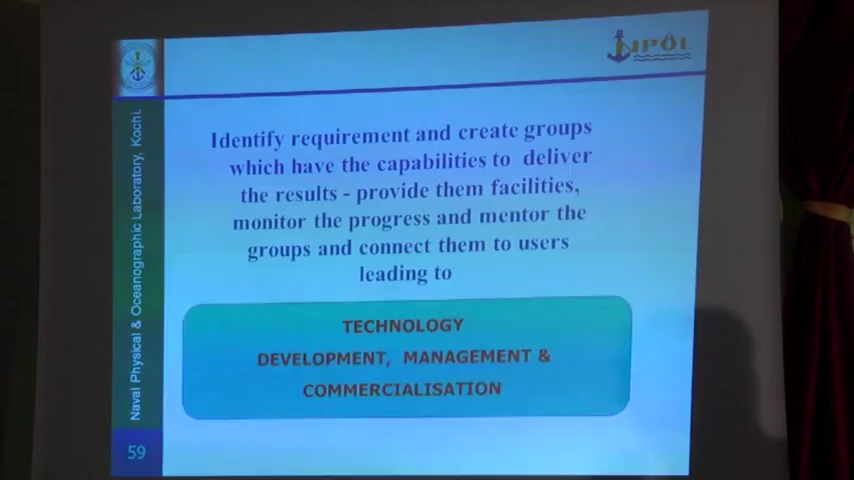 NPOL
Naval Physical & Oceanographic Laboratory, Kochi.
Identify requirement and create groups
which have the capabilities to deliver
the results - provide them facilities,
monitor the progress and mentor the
groups and connect them to users
leading to
TECHNOLOGY
DEVELOPMENT, MANAGEMENT &
COMMERCIALISATION
59